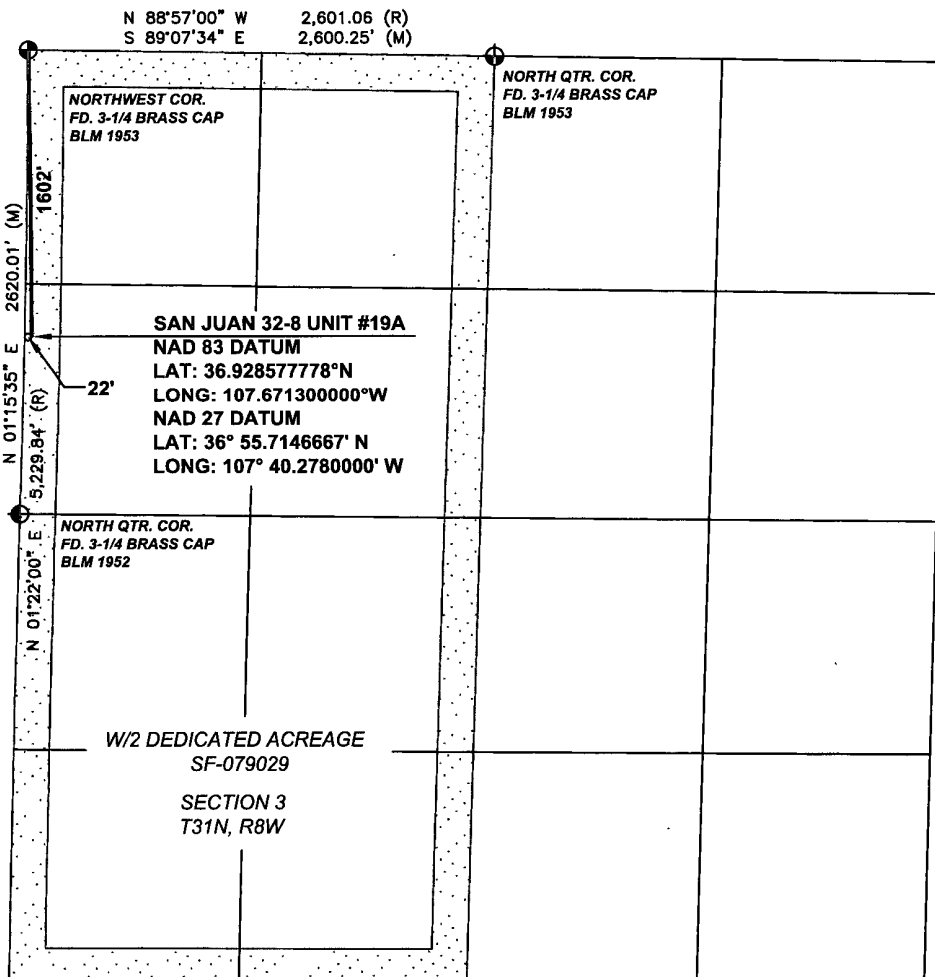 N 88°57'00" W 2,601.06 (R)
S 89°07'34" E 2,600.25' (M)
NORTHWEST COR.
FD. 3-1/4 BRASS CAP
BLM 1953
NORTH QTR. COR.
FD. 3-1/4 BRASS CAP
BLM 1953
1602'
N 01°15'35" E 2620.01' (M)
SAN JUAN 32-8 UNIT #19A
NAD 83 DATUM
LAT: 36.928577778°N
LONG: 107.671300000°W
NAD 27 DATUM
LAT: 36° 55.7146667' N
LONG: 107° 40.2780000' W
22'
N 01°22'00" E 5,229.84' (R)
NORTH QTR. COR.
FD. 3-1/4 BRASS CAP
BLM 1952
W/2 DEDICATED ACREAGE
SF-079029
SECTION 3
T31N, R8W